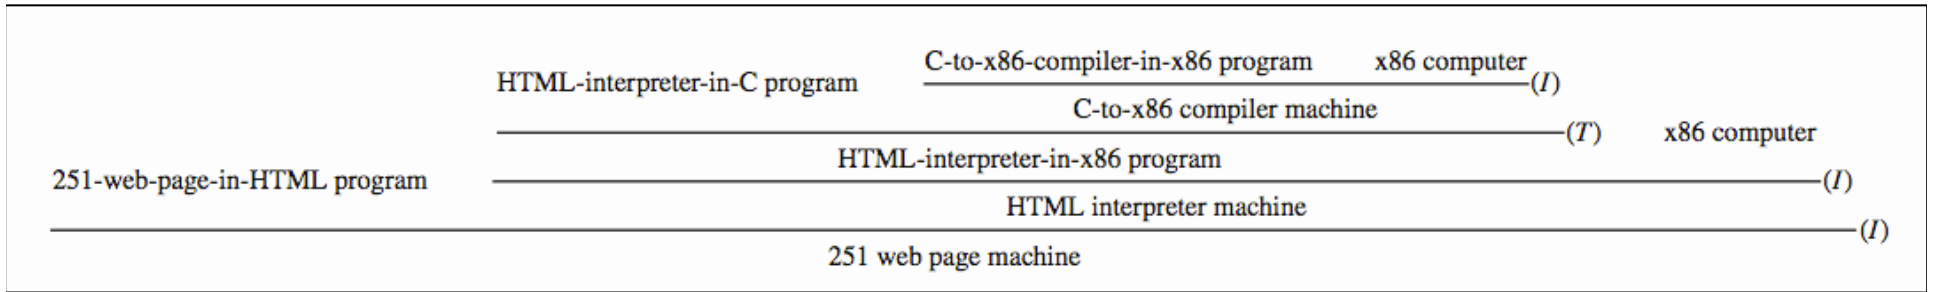 C-to-x86-compiler-in-x86 program x86 computer
HTML-interpreter-in-C program (I)
C-to-x86 compiler machine
(T) x86 computer
HTML-interpreter-in-x86 program
251-web-page-in-HTML program (I)
HTML interpreter machine
(I)
251 web page machine